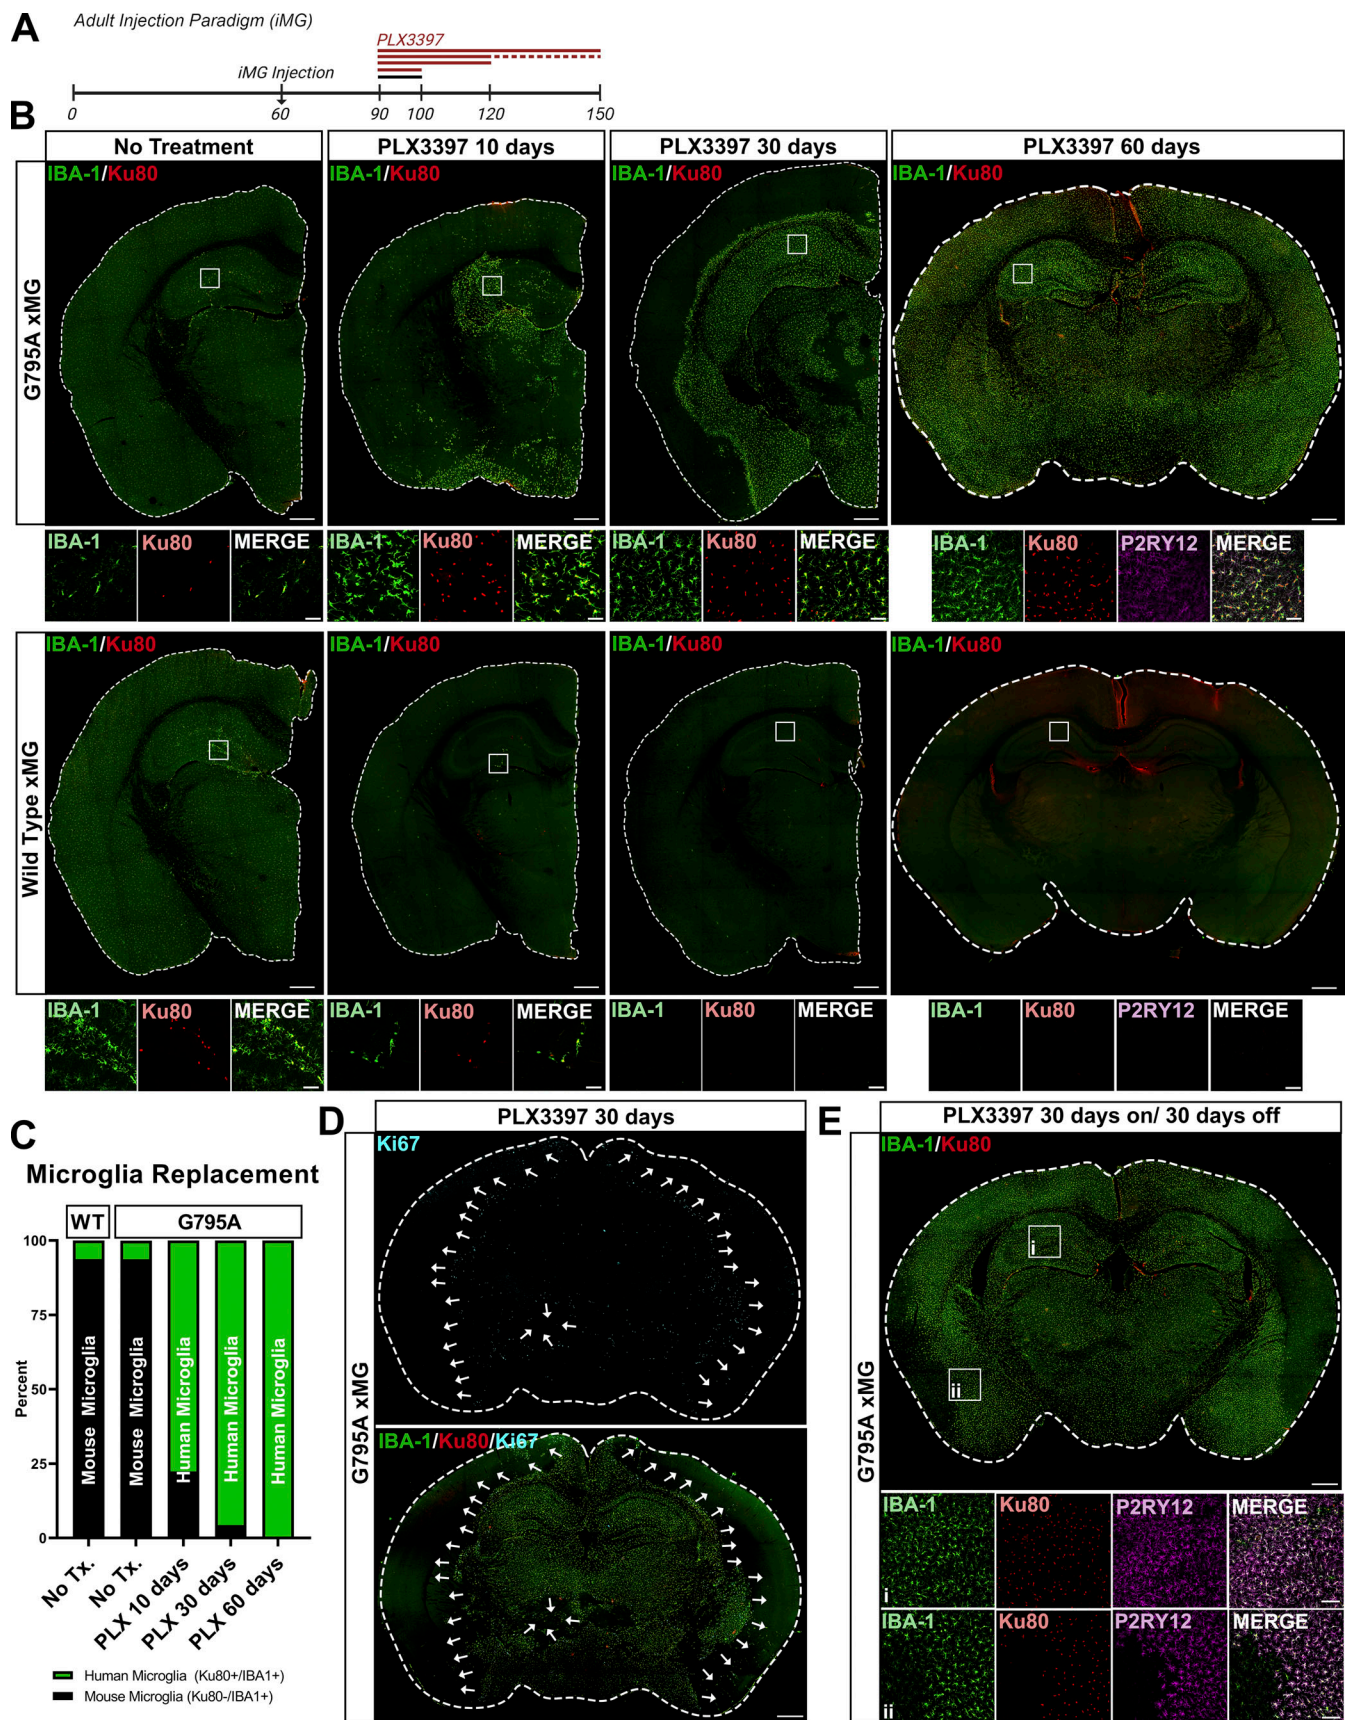 A
Adult Injection Paradigm (iMG)
PLX3397
iMG Injection
0 60 90 100 120 150
B
No Treatment PLX3397 10 days PLX3397 30 days PLX3397 60 days
G795A xMG
IBA-1/Ku80 IBA-1/Ku80 IBA-1/Ku80 IBA-1/Ku80
IBA-1 Ku80 MERGE IBA-1 Ku80 MERGE IBA-1 Ku80 MERGE IBA-1 Ku80 P2RY12 MERGE
Wild Type xMG
IBA-1/Ku80 IBA-1/Ku80 IBA-1/Ku80 IBA-1/Ku80
IBA-1 Ku80 MERGE IBA-1 Ku80 MERGE IBA-1 Ku80 MERGE IBA-1 Ku80 P2RY12 MERGE
C
Microglia Replacement
WT G795A
Percent
100
75
50
25
0
Mouse Microglia
Mouse Microglia
Human Microglia
Human Microglia
Human Microglia
No Tx.
No Tx.
PLX 10 days
PLX 30 days
PLX 60 days
Human Microglia (Ku80+/IBA1+)
Mouse Microglia (Ku80-/IBA1+)
D
PLX3397 30 days
G795A xMG
Ki67
IBA-1/Ku80/Ki67
E
PLX3397 30 days on/ 30 days off
G795A xMG
IBA-1/Ku80
i
ii
IBA-1 Ku80 P2RY12 MERGE
i
IBA-1 Ku80 P2RY12 MERGE
ii